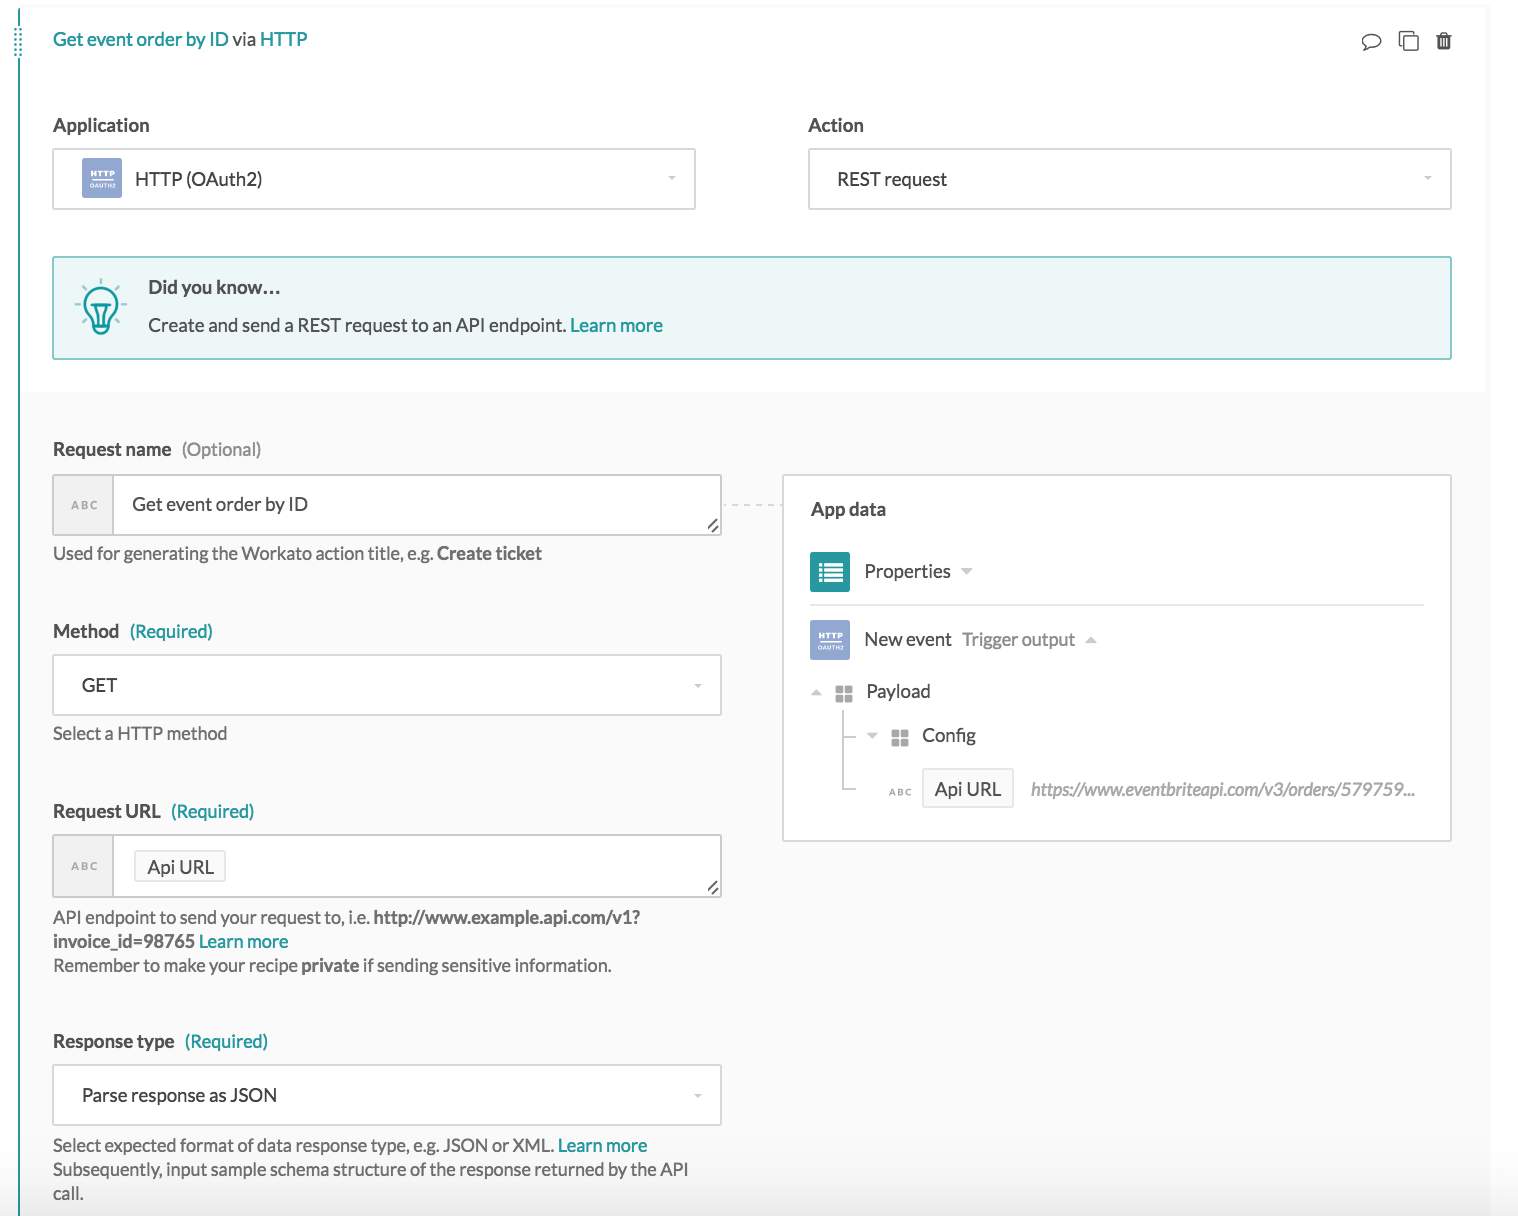 Get event order by ID via HTTP
Application
Action
HTTP
OAUTH2
HTTP (OAuth2)
REST request
Did you know...
Create and send a REST request to an API endpoint. Learn more
Request name (Optional)
ABC
Get event order by ID
Used for generating the Workato action title, e.g. Create ticket
Method (Required)
GET
Select a HTTP method
Request URL (Required)
ABC
Api URL
API endpoint to send your request to, i.e. http://www.example.api.com/v1?
invoice_id=98765 Learn more
Remember to make your recipe private if sending sensitive information.
Response type (Required)
Parse response as JSON
Select expected format of data response type, e.g. JSON or XML. Learn more
Subsequently, input sample schema structure of the response returned by the API
call.
App data
Properties
HTTP
OAUTH2
New event Trigger output
Payload
Config
ABC
Api URL
https://www.eventbriteapi.com/v3/orders/579759...